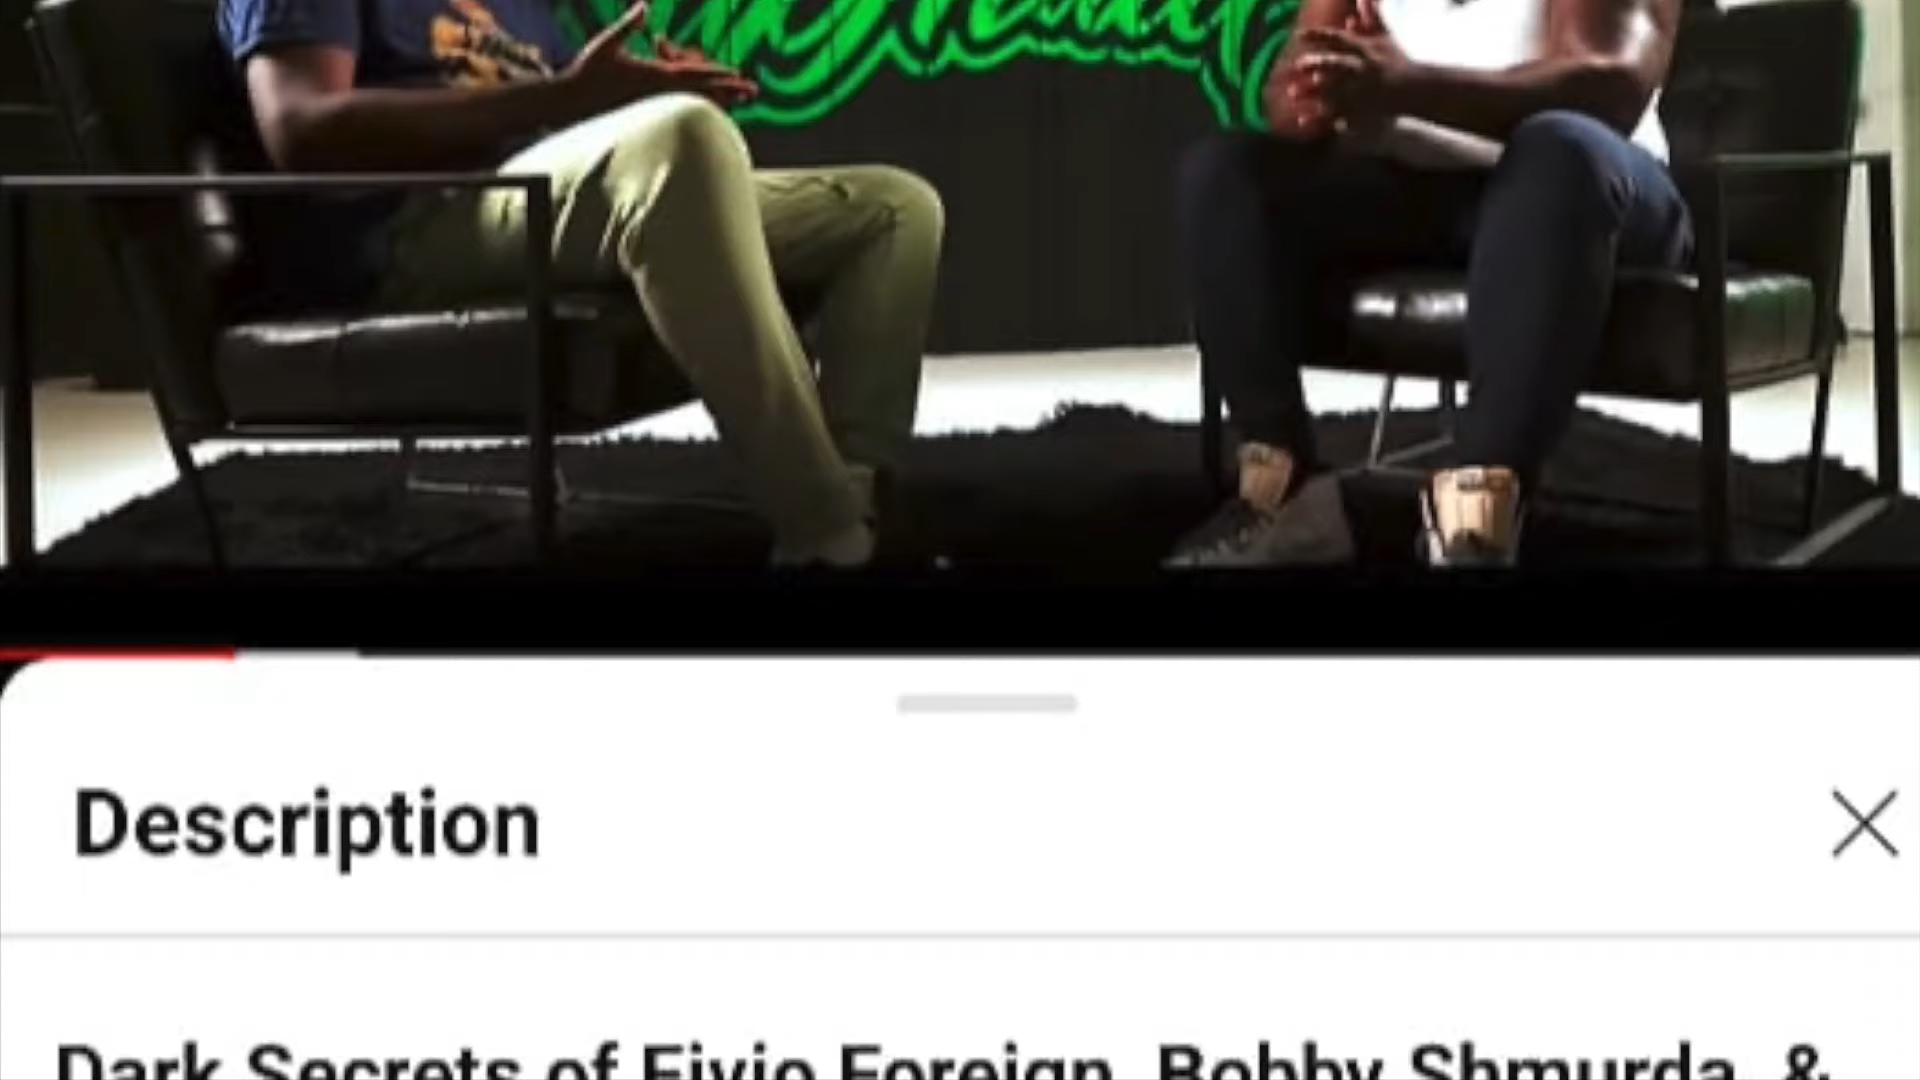 Description
Dark Secrets of Fivio Foreign, Bobby Shmurda, &